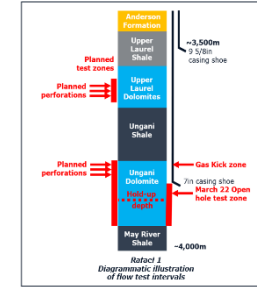 Anderson
Formation
Upper
Laurel
Shale
~3,500m
9 5/8in
casing shoe
Planned
test zones
Planned
perforations
Upper
Laurel
Dolomites
Ungani
Shale
Planned
perforations
Gas Kick zone
Ungani
Dolomite
7in casing shoe
Hold-up
depth
March 22 Open
hole test zone
May River
Shale
~4,000m
Rafael 1
Diagrammatic illustration
of flow test intervals